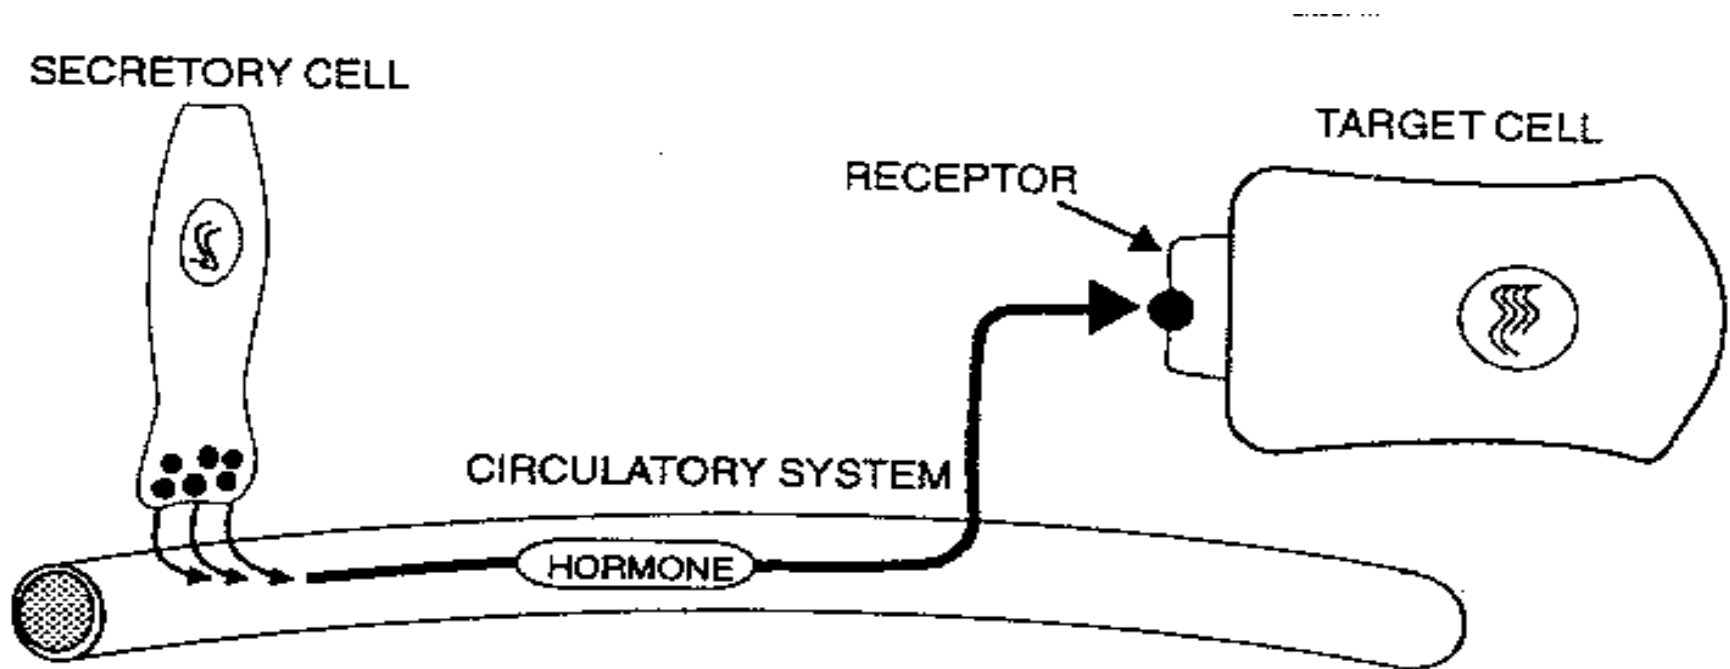 SECRETORY CELL
TARGET CELL
RECEPTOR
CIRCULATORY SYSTEM
HORMONE